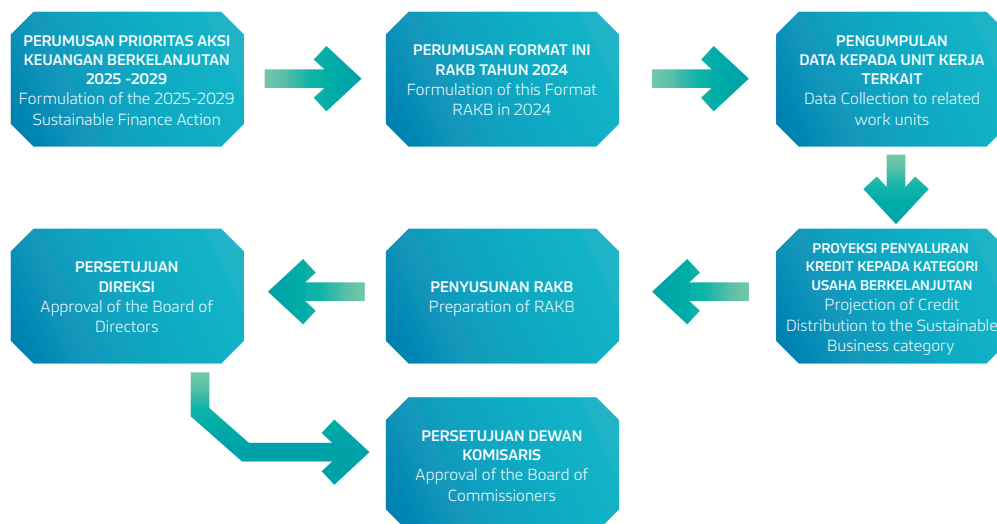 PERUMUSAN PRIORITAS AKSI
KEUANGAN BERKELANJUTAN
2025 -2029
Formulation of the 2025-2029
Sustainable Finance Action
PERUMUSAN FORMAT INI
RAKB TAHUN 2024
Formulation of this Format
RAKB in 2024
PENGUMPULAN
DATA KEPADA UNIT KERJA
TERKAIT
Data Collection to related
work units
PROYEKSI PENYALURAN
KREDIT KEPADA KATEGORI
USAHA BERKELANJUTAN
Projection of Credit
Distribution to the Sustainable
Business category
PENYUSUNAN RAKB
Preparation of RAKB
PERSETUJUAN
DIREKSI
Approval of the Board of
Directors
PERSETUJUAN DEWAN
KOMISARIS
Approval of the Board of
Commissioners